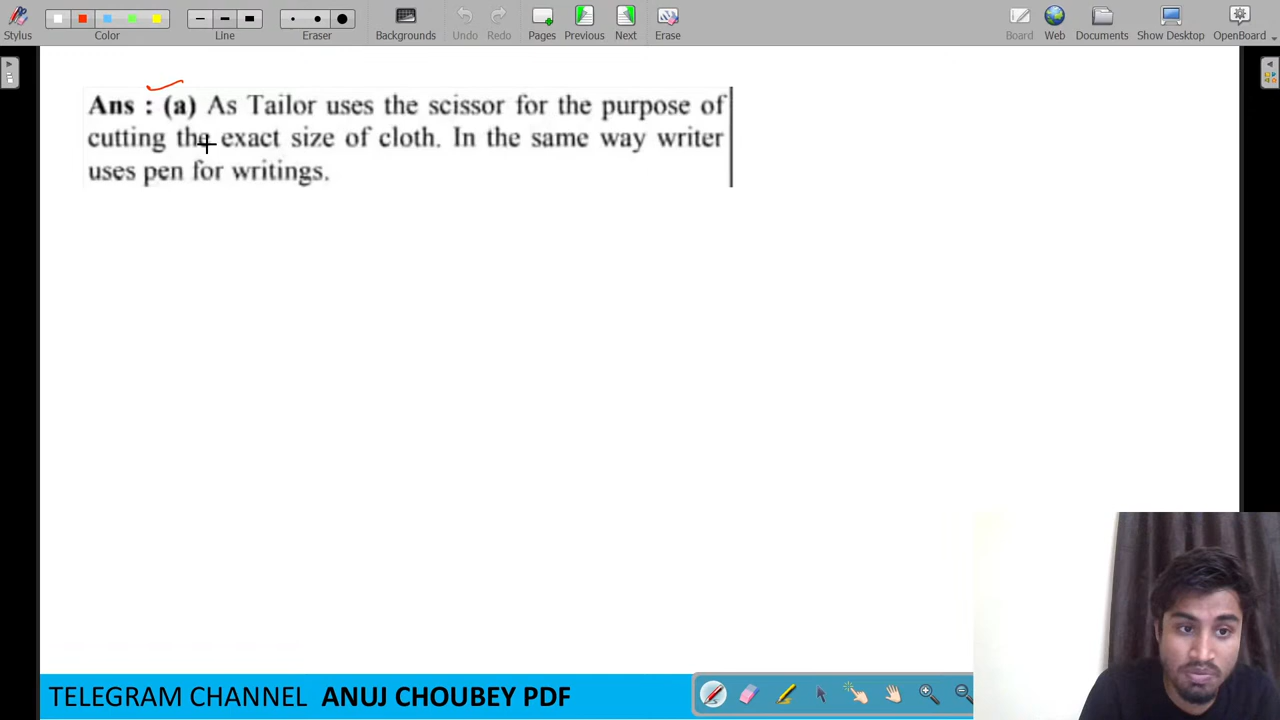 Stylus
Color
Line
Eraser
Backgrounds
Undo
Redo
Pages
Previous
Next
Erase
Board
Web
Documents
Show Desktop
OpenBoard
Ans : (a) As Tailor uses the scissor for the purpose of
cutting the exact size of cloth. In the same way writer
uses pen for writings.
TELEGRAM CHANNEL ANUJ CHOUBEY PDF